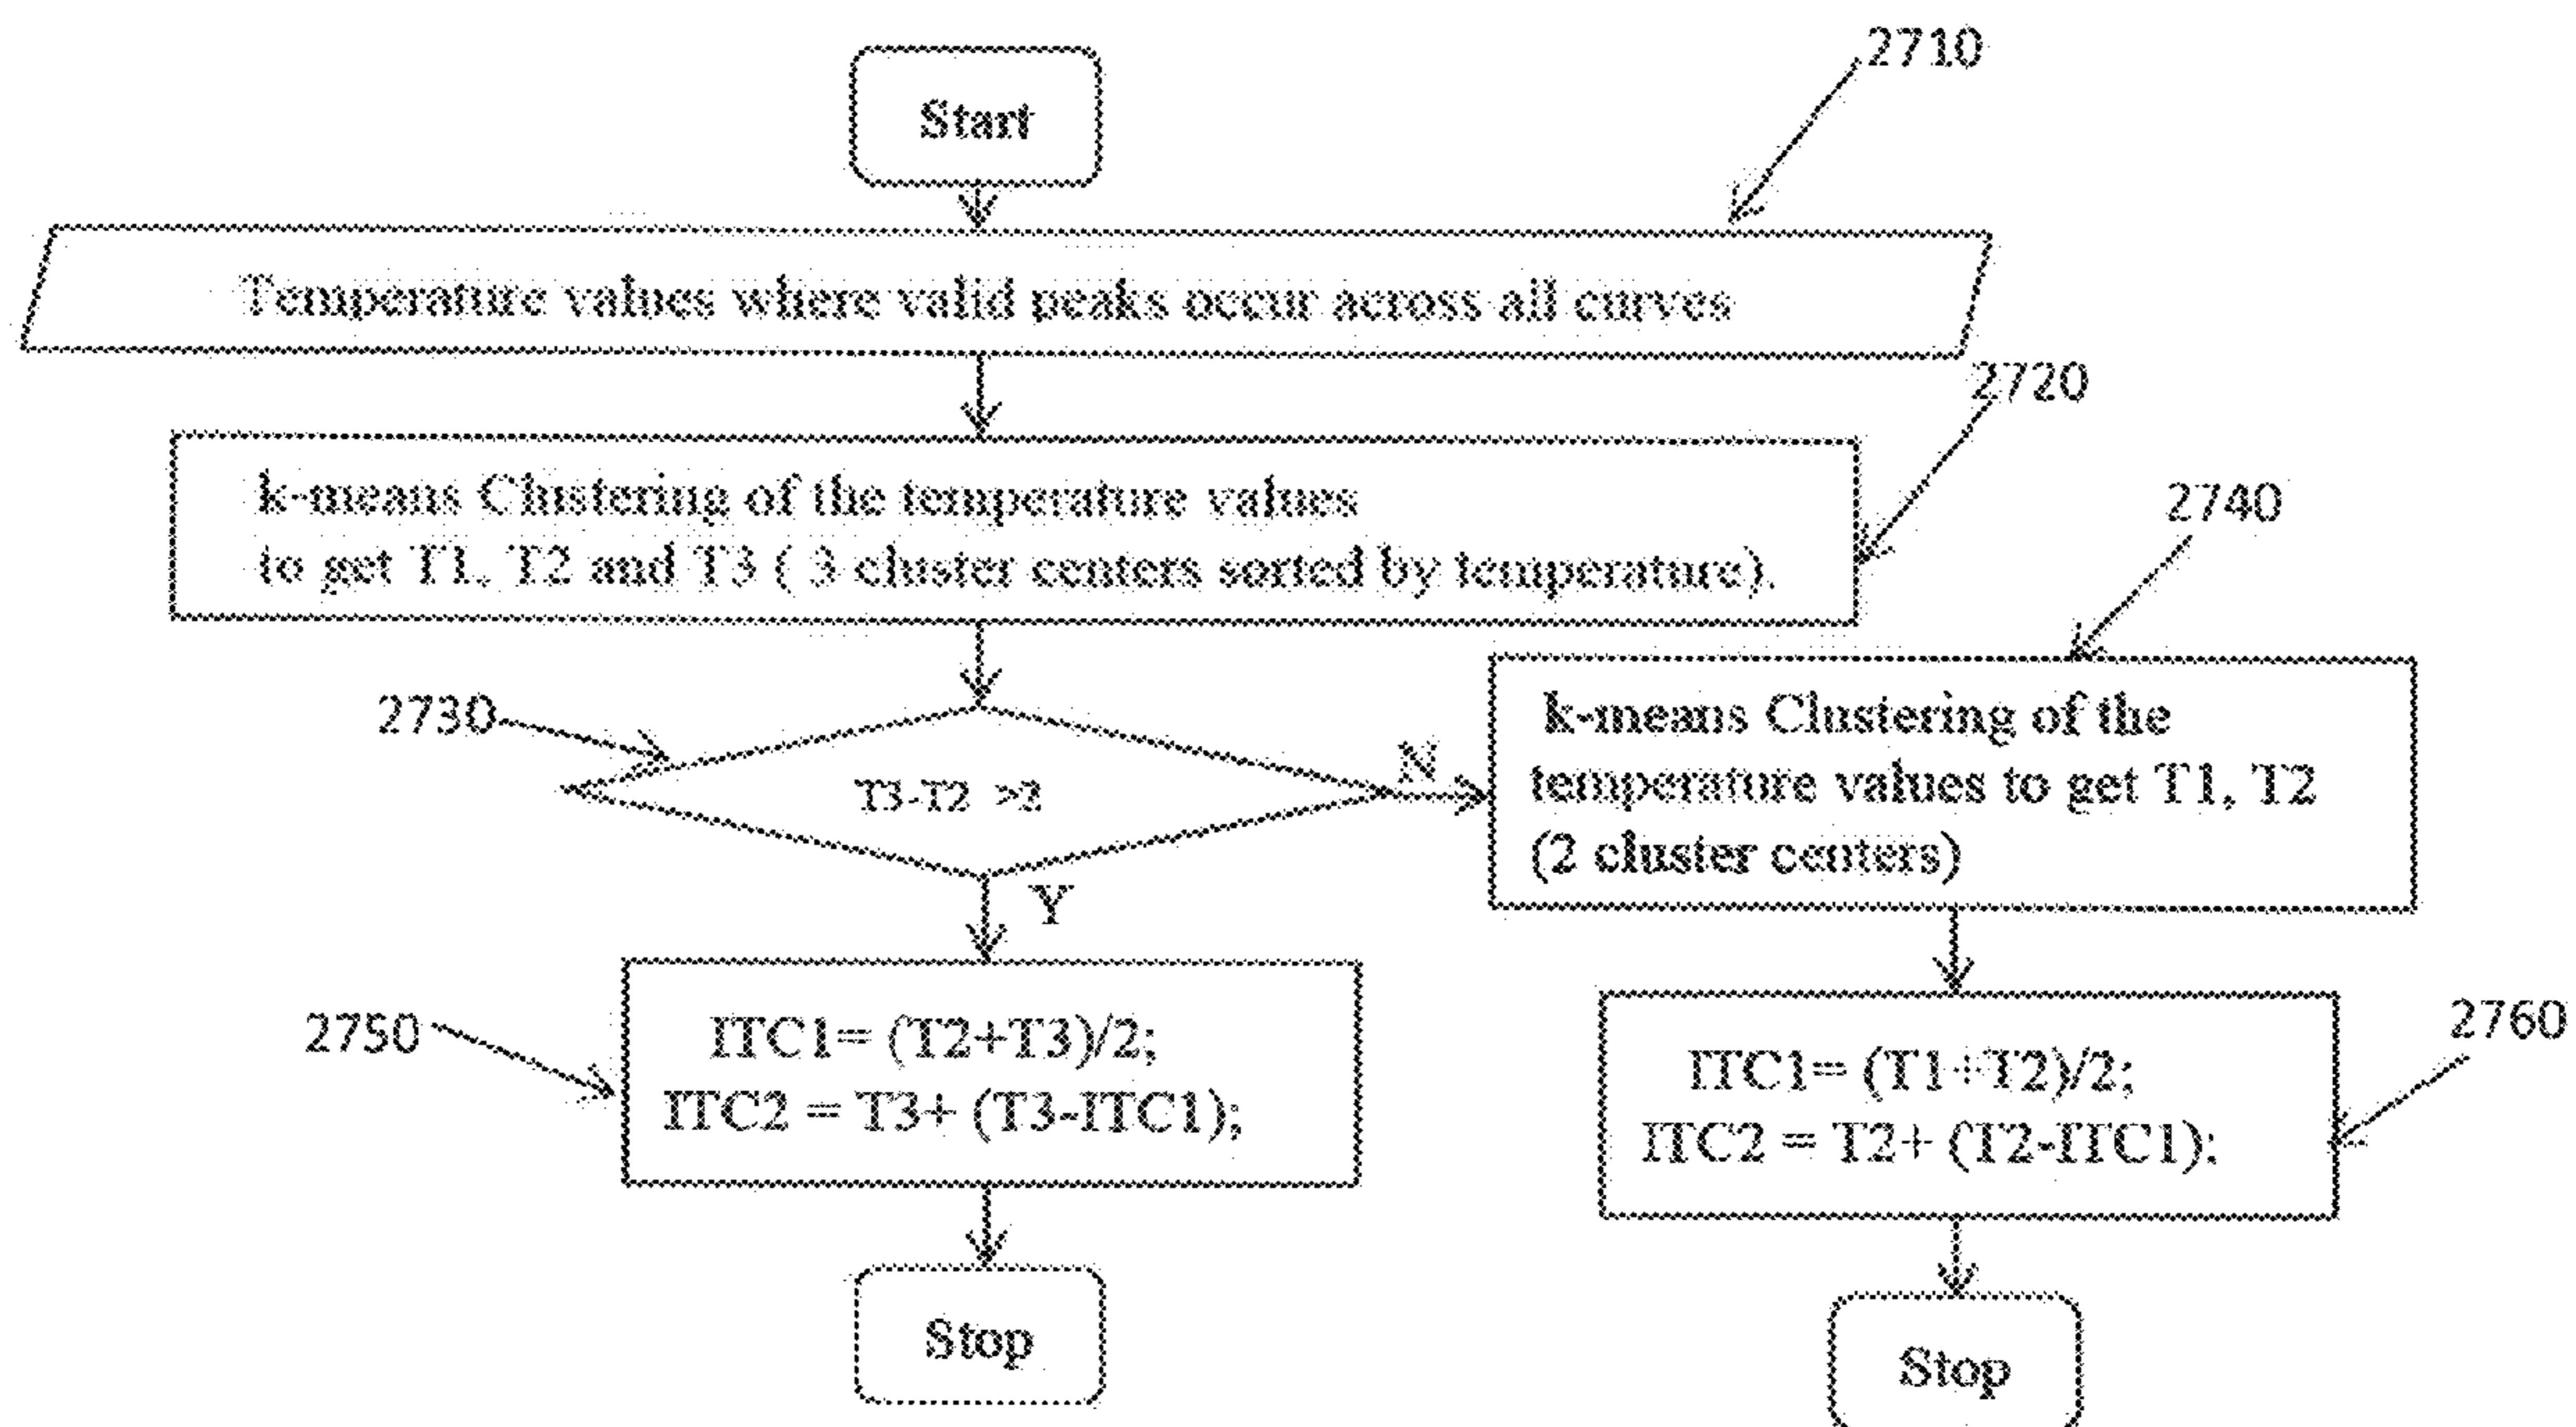 2710
Start
Temperature values where valid peaks occur across all curves
2720
k-means Clustering of the temperature values
to get T1, T2 and T3 ( 3 cluster centers sorted by temperature).
2740
k-means Clustering of the
temperature values to get T1, T2
(2 cluster centers)
2730
T3-T2 >2
N
Y
2750
ITC1= (T2+T3)/2;
ITC2 = T3+ (T3-ITC1);
2760
ITC1= (T1+T2)/2;
ITC2 = T2+ (T2-ITC1);
Stop
Stop